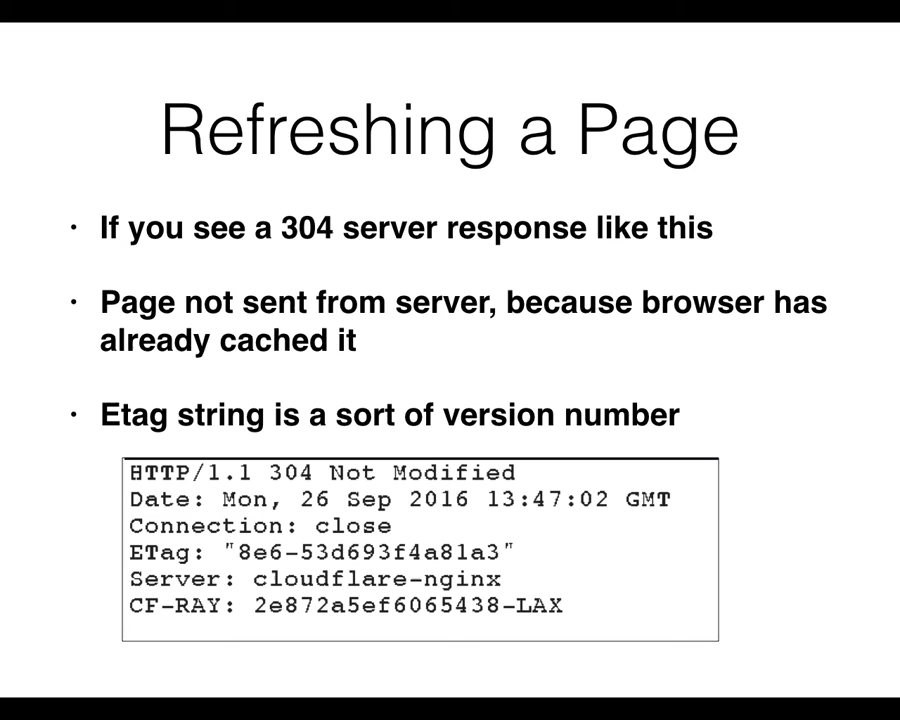 Refreshing a Page
· If you see a 304 server response like this
· Page not sent from server, because browser has
already cached it
· Etag string is a sort of version number
HTTP/1.1 304 Not Modified
Date: Mon, 26 Sep 2016 13:47:02 GMT
Connection: close
ETag: "8e6-53d693f4a81a3"
Server: cloudflare-nginx
CF-RAY: 2e872a5ef6065438-LAX